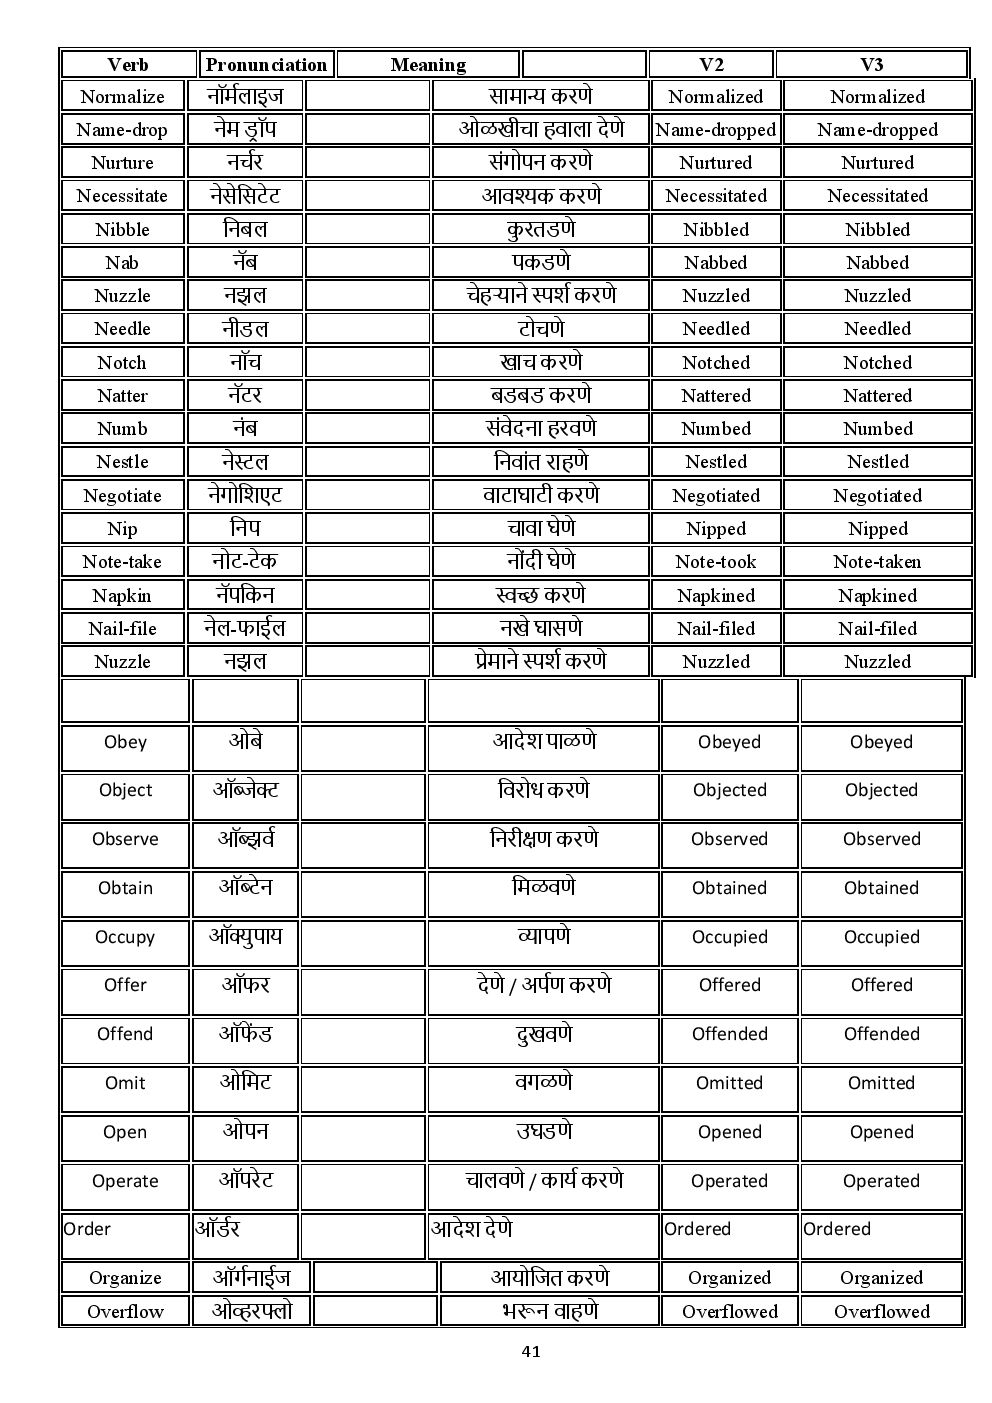 Verb Pronunciation Meaning V2 V3
Normalize नॉर्मलाइज सामान्य करणे Normalized Normalized
Name-drop नेम ड्रॉप ओळखीचा हवाला देणे Name-dropped Name-dropped
Nurture नर्चर संगोपन करणे Nurtured Nurtured
Necessitate नेसेसिटेट आवश्यक करणे Necessitated Necessitated
Nibble निबल कुरतडणे Nibbled Nibbled
Nab नॅब पकडणे Nabbed Nabbed
Nuzzle नझल चेहऱ्याने स्पर्श करणे Nuzzled Nuzzled
Needle नीडल टोचणे Needled Needled
Notch नॉच खाच करणे Notched Notched
Natter नॅटर बडबड करणे Nattered Nattered
Numb नंब संवेदना हरवणे Numbed Numbed
Nestle नेस्टल निवांत राहणे Nestled Nestled
Negotiate नेगोशिएट वाटाघाटी करणे Negotiated Negotiated
Nip निप चावा घेणे Nipped Nipped
Note-take नोट-टेक नोंदी घेणे Note-took Note-taken
Napkin नॅपकिन स्वच्छ करणे Napkined Napkined
Nail-file नेल-फाईल नखे घासणे Nail-filed Nail-filed
Nuzzle नझल प्रेमाने स्पर्श करणे Nuzzled Nuzzled
Obey ओबे आदेश पाळणे Obeyed Obeyed
Object ऑब्जेक्ट विरोध करणे Objected Objected
Observe ऑब्झर्व निरीक्षण करणे Observed Observed
Obtain ऑब्टेन मिळवणे Obtained Obtained
Occupy ऑक्युपाय व्यापणे Occupied Occupied
Offer ऑफर देणे / अर्पण करणे Offered Offered
Offend ऑफेंड दुखवणे Offended Offended
Omit ओमिट वगळणे Omitted Omitted
Open ओपन उघडणे Opened Opened
Operate ऑपरेट चालवणे / कार्य करणे Operated Operated
Order ऑर्डर आदेश देणे Ordered Ordered
Organize ऑर्गनाईज आयोजित करणे Organized Organized
Overflow ओव्हरफ्लो भरून वाहणे Overflowed Overflowed
41